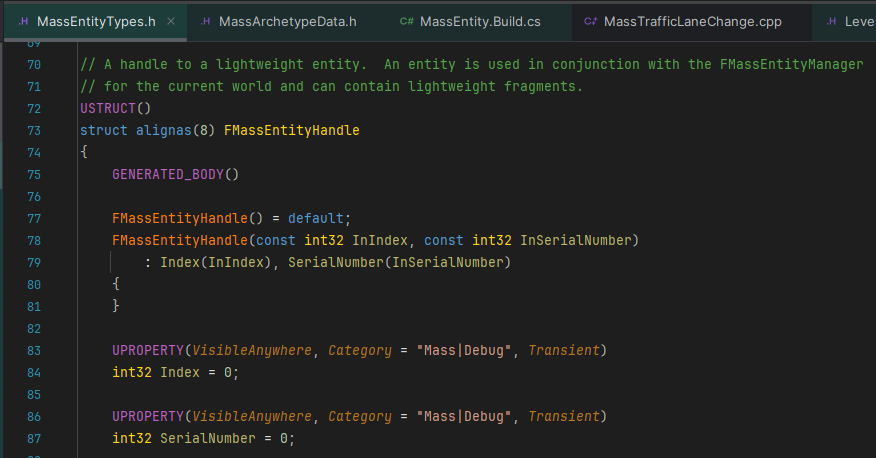 MassEntityTypes.h
MassArchetypeData.h
MassEntity.Build.cs
MassTrafficLaneChange.cpp
Leve
69
70 // A handle to a lightweight entity.  An entity is used in conjunction with the FMassEntityManager
71 // for the current world and can contain lightweight fragments.
72 USTRUCT()
73 struct alignas(8) FMassEntityHandle
74 {
75     GENERATED_BODY()
76
77     FMassEntityHandle() = default;
78     FMassEntityHandle(const int32 InIndex, const int32 InSerialNumber)
79         : Index(InIndex), SerialNumber(InSerialNumber)
80     {
81     }
82
83     UPROPERTY(VisibleAnywhere, Category = "Mass|Debug", Transient)
84     int32 Index = 0;
85
86     UPROPERTY(VisibleAnywhere, Category = "Mass|Debug", Transient)
87     int32 SerialNumber = 0;